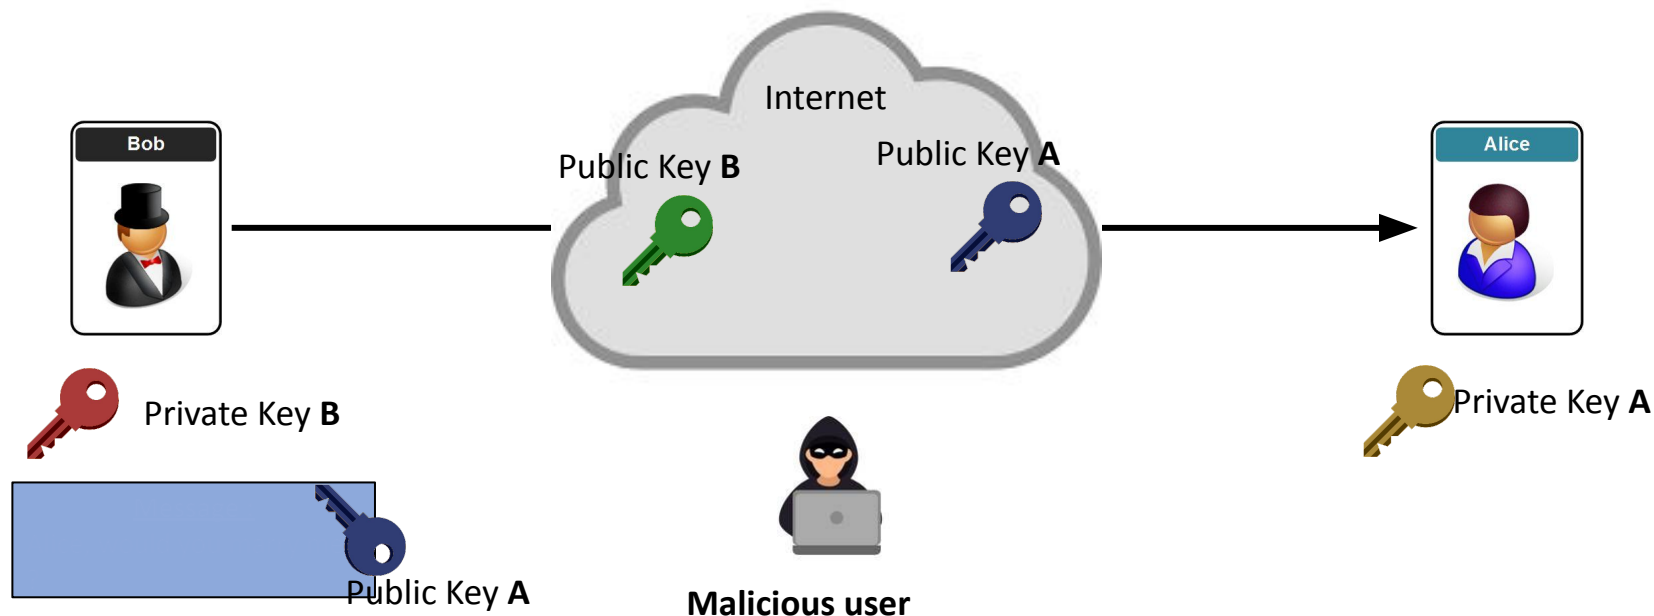 Internet
Bob
Public Key B
Public Key A
Alice
Private Key B
Private Key A
Public Key A
Malicious user